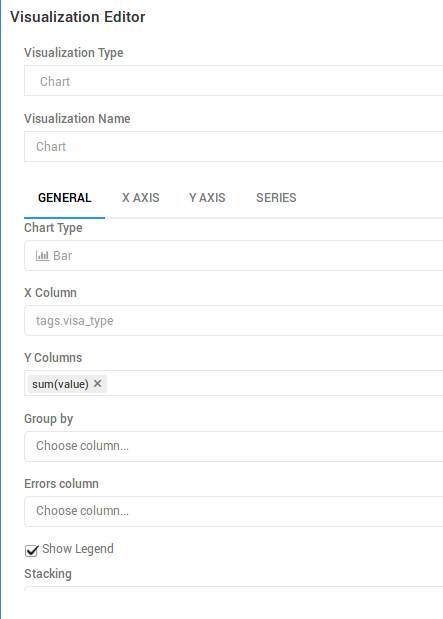 Visualization Editor
Visualization Type
Chart
Visualization Name
Chart
GENERAL X AXIS Y AXIS SERIES
Chart Type
Bar
X Column
tags.visa_type
Y Columns
sum(value) ×
Group by
Choose column...
Errors column
Choose column...
Show Legend
Stacking